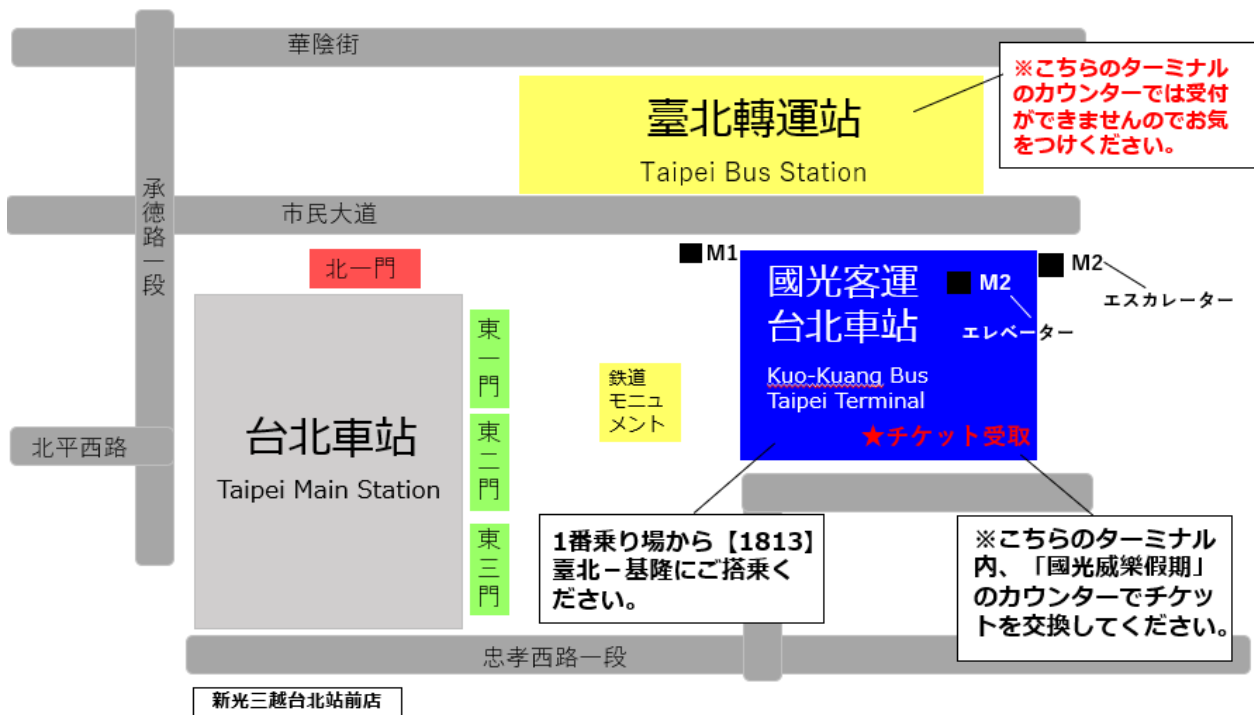 華陰街
※こちらのターミナル
のカウンターでは受付
ができませんのでお気
をつけください。
臺北轉運站
Taipei Bus Station
承德路一段
市民大道
北一門
M1
國光客運
台北車站
M2
エレベーター
M2
エスカレーター
Kuo-Kuang Bus
Taipei Terminal
★チケット受取
東一門
東二門
東三門
鉄道
モニュ
メント
台北車站
Taipei Main Station
北平西路
1番乗り場から【1813】
臺北－基隆にご搭乗く
ださい。
※こちらのターミナル
内、「國光威樂假期」
のカウンターでチケッ
トを交換してください。
忠孝西路一段
新光三越台北站前店